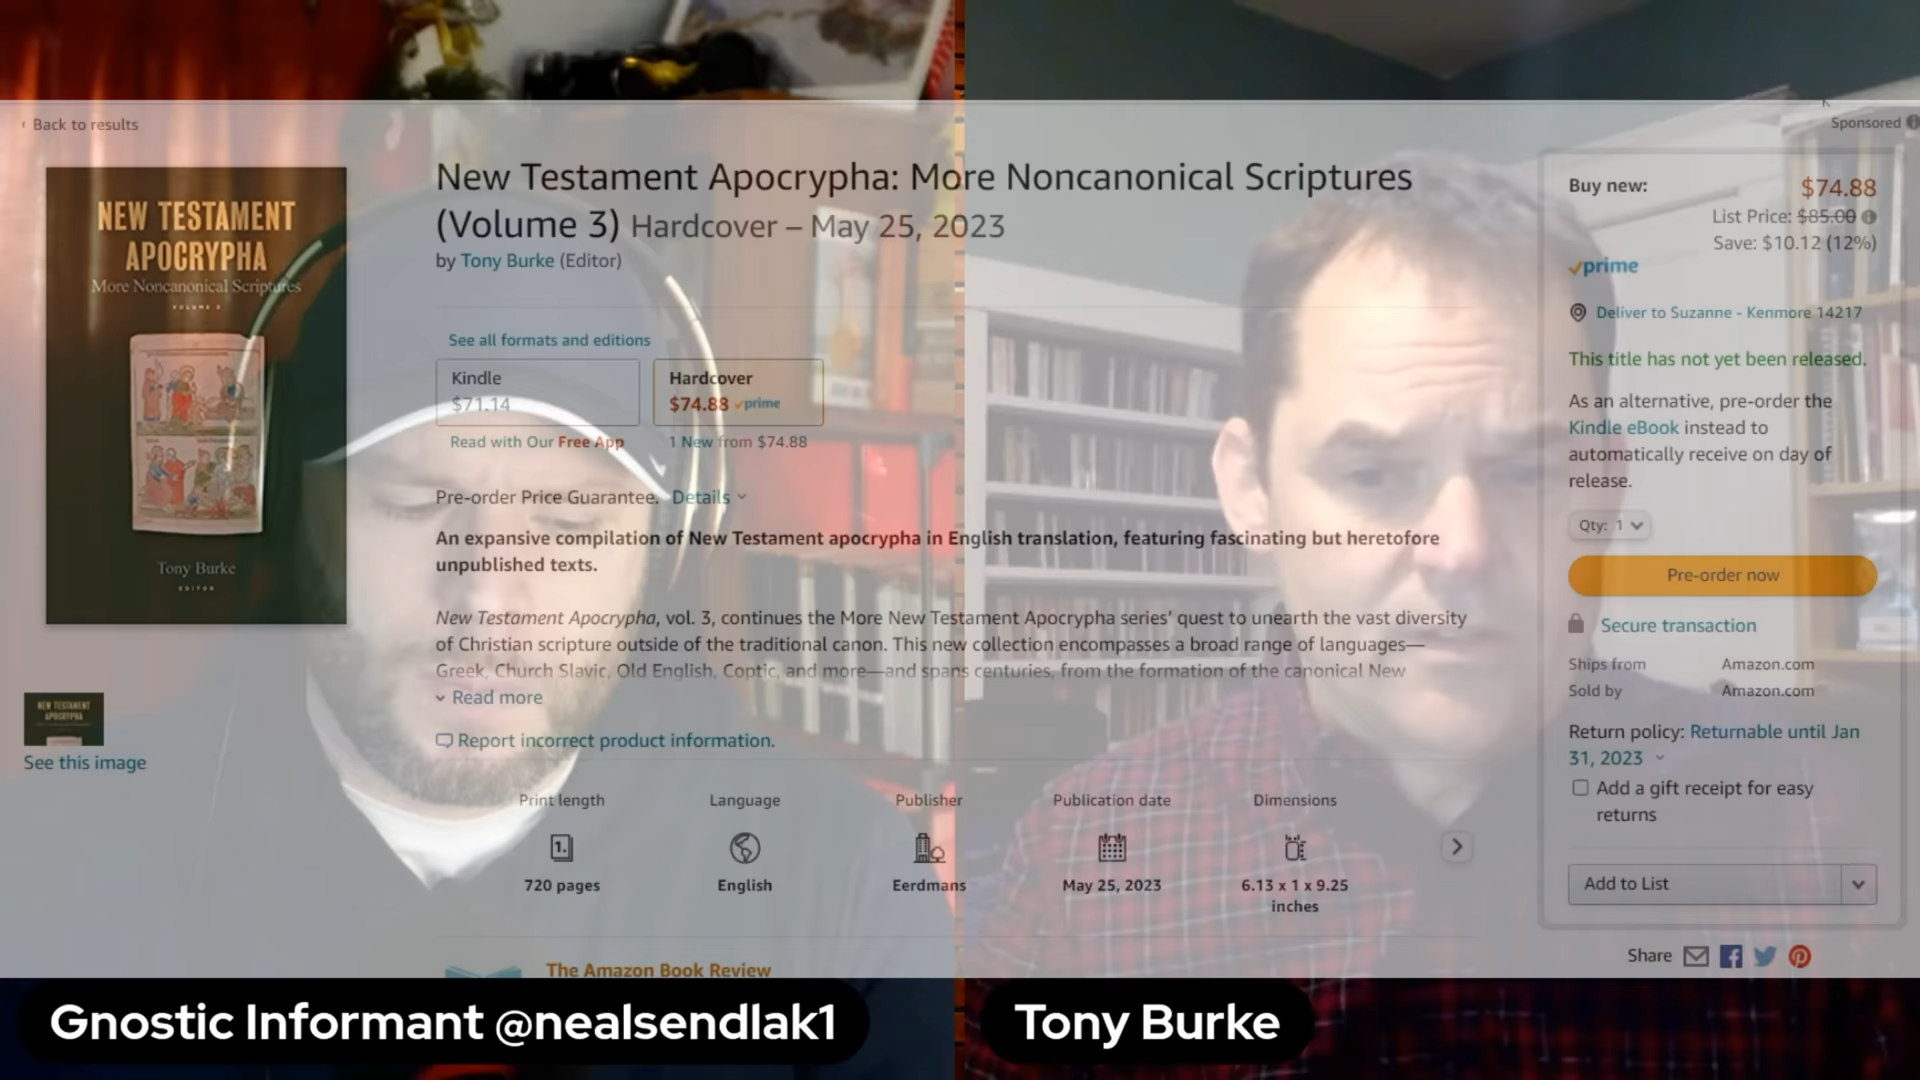 ‹ Back to results
Sponsored
NEW TESTAMENT
APOCRYPHA
More Noncanonical Scriptures
VOLUME 3
Tony Burke
EDITOR
NEW TESTAMENT
APOCRYPHA
See this image
New Testament Apocrypha: More Noncanonical Scriptures
(Volume 3) Hardcover – May 25, 2023
by Tony Burke (Editor)
See all formats and editions
Kindle
$71.14
Read with Our Free App
Hardcover
$74.88 prime
1 New from $74.88
Pre-order Price Guarantee. Details
An expansive compilation of New Testament apocrypha in English translation, featuring fascinating but heretofore
unpublished texts.
New Testament Apocrypha, vol. 3, continues the More New Testament Apocrypha series’ quest to unearth the vast diversity
of Christian scripture outside of the traditional canon. This new collection encompasses a broad range of languages—
Greek, Church Slavic, Old English, Coptic, and more—and spans centuries, from the formation of the canonical New
Read more
Report incorrect product information.
Print length
1.
720 pages
Language
English
Publisher
Eerdmans
Publication date
May 25, 2023
Dimensions
6.13 x 1 x 9.25
inches
The Amazon Book Review
Buy new: $74.88
List Price: $85.00
Save: $10.12 (12%)
prime
Deliver to Suzanne - Kenmore 14217
This title has not yet been released.
As an alternative, pre-order the
Kindle eBook instead to
automatically receive on day of
release.
Qty: 1
Pre-order now
Secure transaction
Ships from Amazon.com
Sold by Amazon.com
Return policy: Returnable until Jan
31, 2023
Add a gift receipt for easy
returns
Add to List
Share
Gnostic Informant @nealsendlak1
Tony Burke